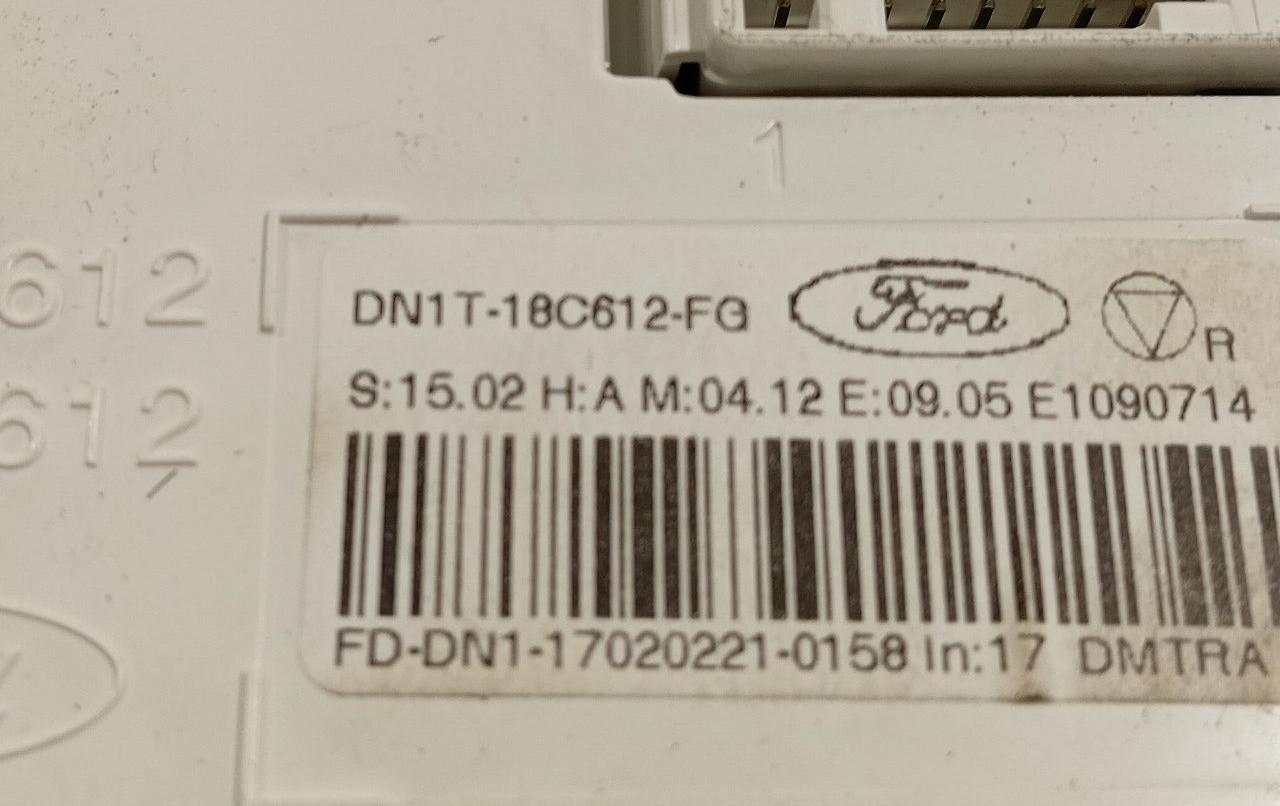 1
612
612
DN1T-18C612-FG Ford R
S:15.02 H:A M:04.12 E:09.05 E1090714
FD-DN1-17020221-0158 In:17 DMTRA